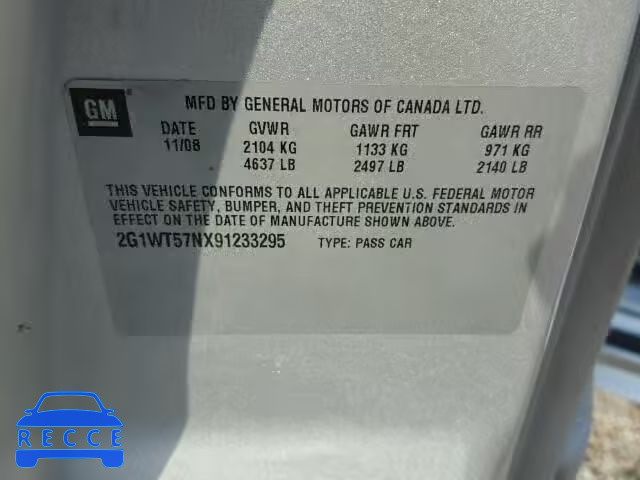 GM
®
MFD BY GENERAL MOTORS OF CANADA LTD.
DATE GVWR GAWR FRT GAWR RR
11/08 2104 KG 1133 KG 971 KG
4637 LB 2497 LB 2140 LB
THIS VEHICLE CONFORMS TO ALL APPLICABLE U.S. FEDERAL MOTOR
VEHICLE SAFETY, BUMPER, AND THEFT PREVENTION STANDARDS IN
EFFECT ON THE DATE OF MANUFACTURE SHOWN ABOVE.
2G1WT57NX91233295 TYPE: PASS CAR
RECCE